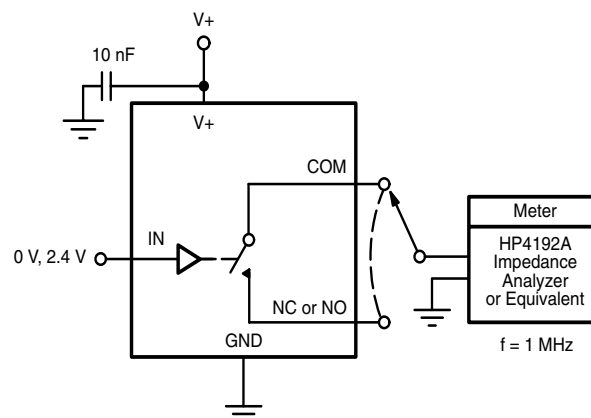 V+
10 nF
V+
COM
Meter
IN
HP4192A
Impedance
Analyzer
or Equivalent
0 V, 2.4 V
NC or NO
GND
f = 1 MHz